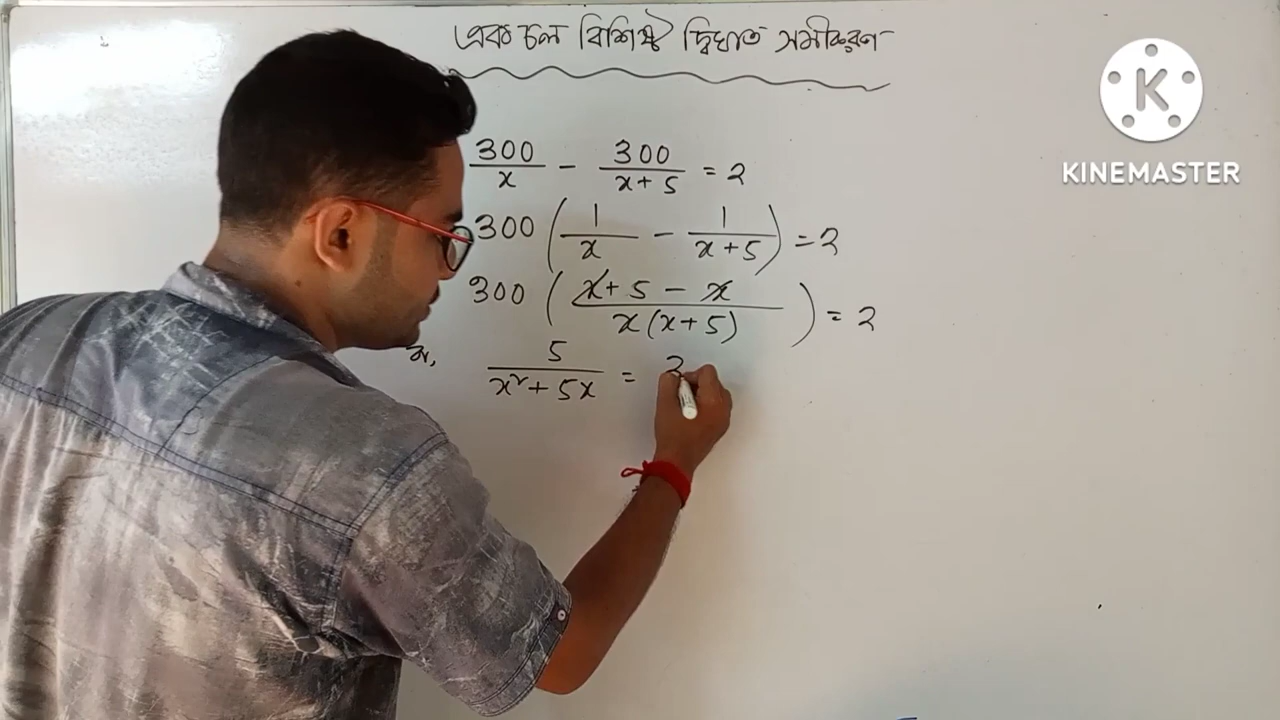 একচল বিশিষ্ট দ্বিঘাত সমীকরণ
300/x - 300/x+5 = 2
300 (1/x - 1/x+5) = 2
300 (x+5-x / x(x+5)) = 2
বা, 5/x²+5x = 2
K
KINEMASTER